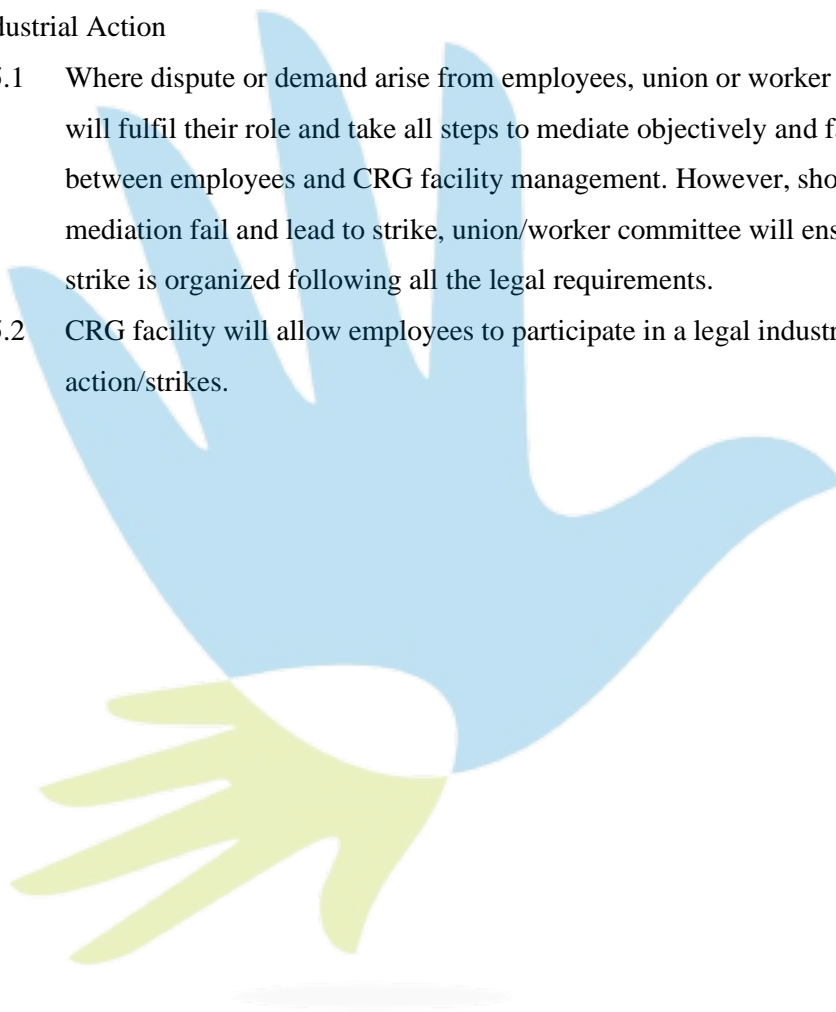 dustrial Action
5.1 Where dispute or demand arise from employees, union or worker
will fulfil their role and take all steps to mediate objectively and f
between employees and CRG facility management. However, sho
mediation fail and lead to strike, union/worker committee will ens
strike is organized following all the legal requirements.
5.2 CRG facility will allow employees to participate in a legal industr
action/strikes.